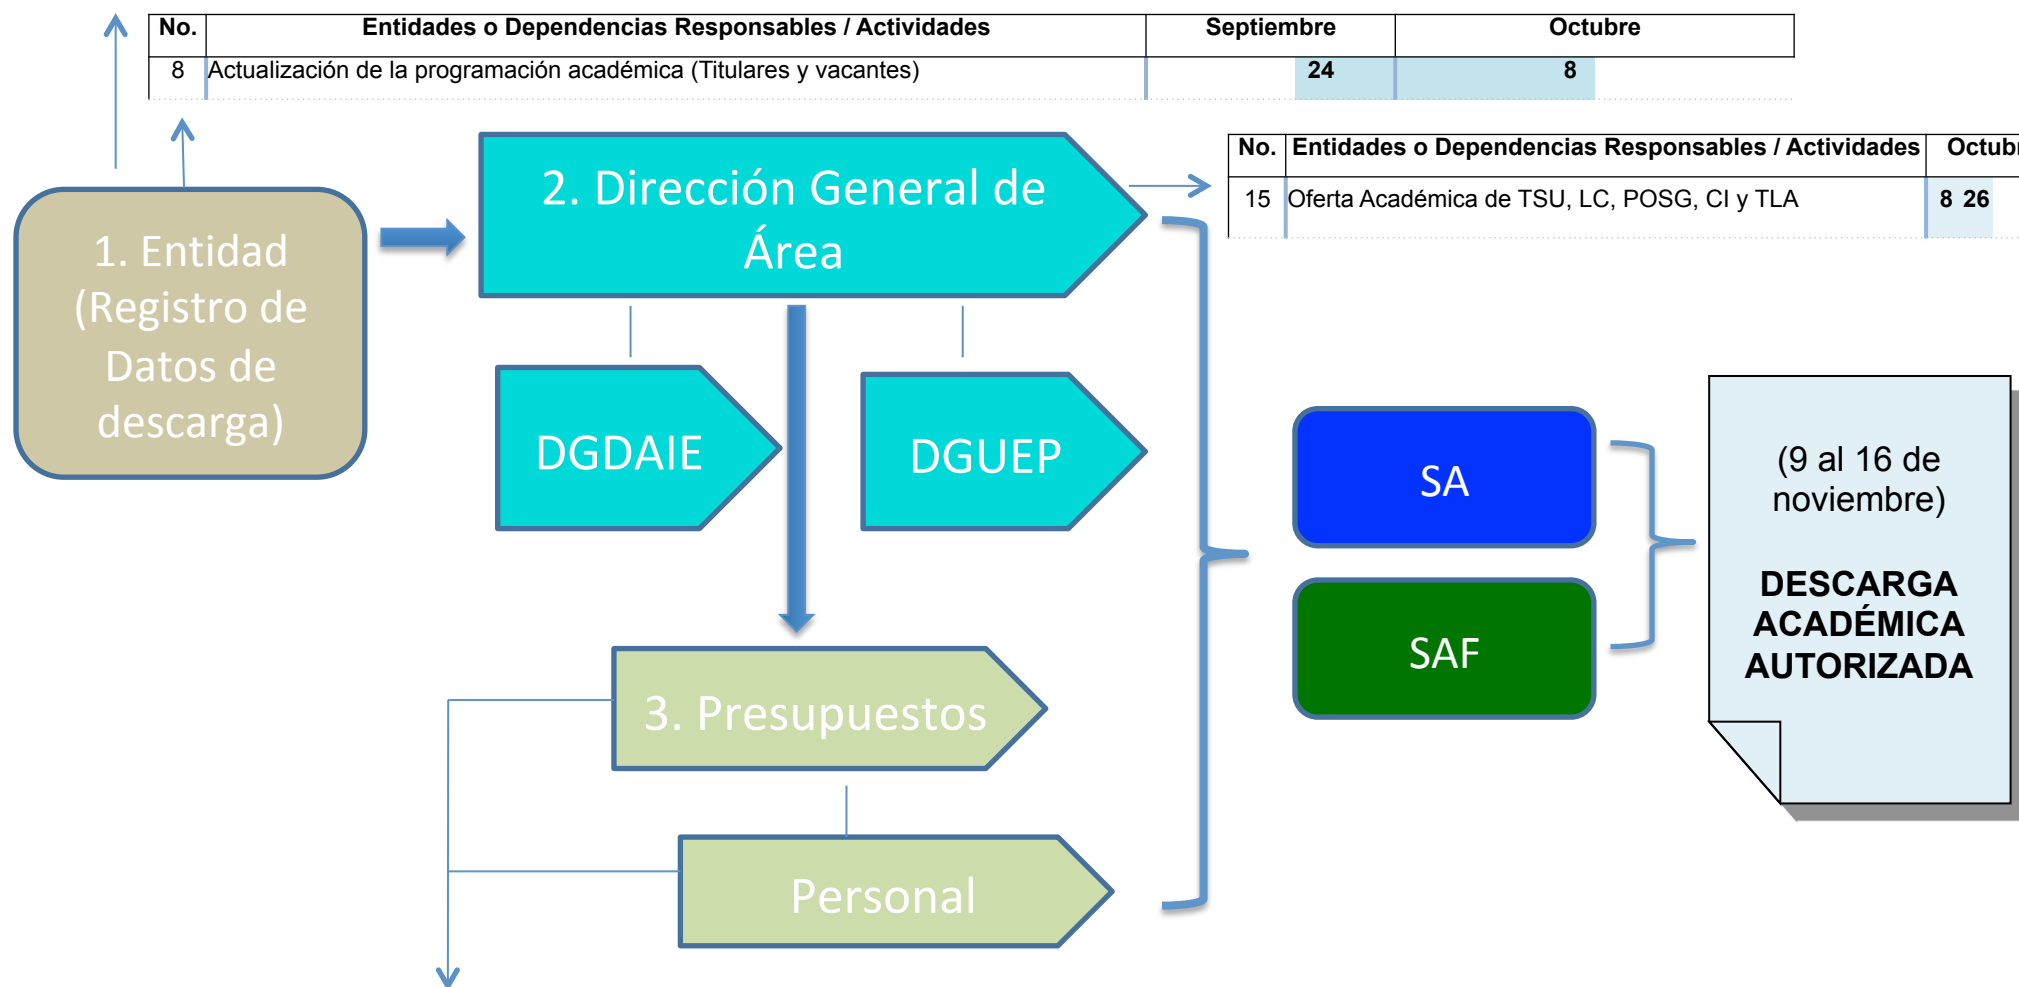 No. Entidades o Dependencias Responsables / Actividades Septiembre Octubre
8 Actualización de la programación académica (Titulares y vacantes) 24 8
No. Entidades o Dependencias Responsables / Actividades Octubr
15 Oferta Académica de TSU, LC, POSG, CI y TLA 8 26
1. Entidad
(Registro de
Datos de
descarga)
2. Dirección General de
Área
DGDAIE
DGUEP
3. Presupuestos
Personal
SA
SAF
(9 al 16 de
noviembre)
DESCARGA
ACADÉMICA
AUTORIZADA